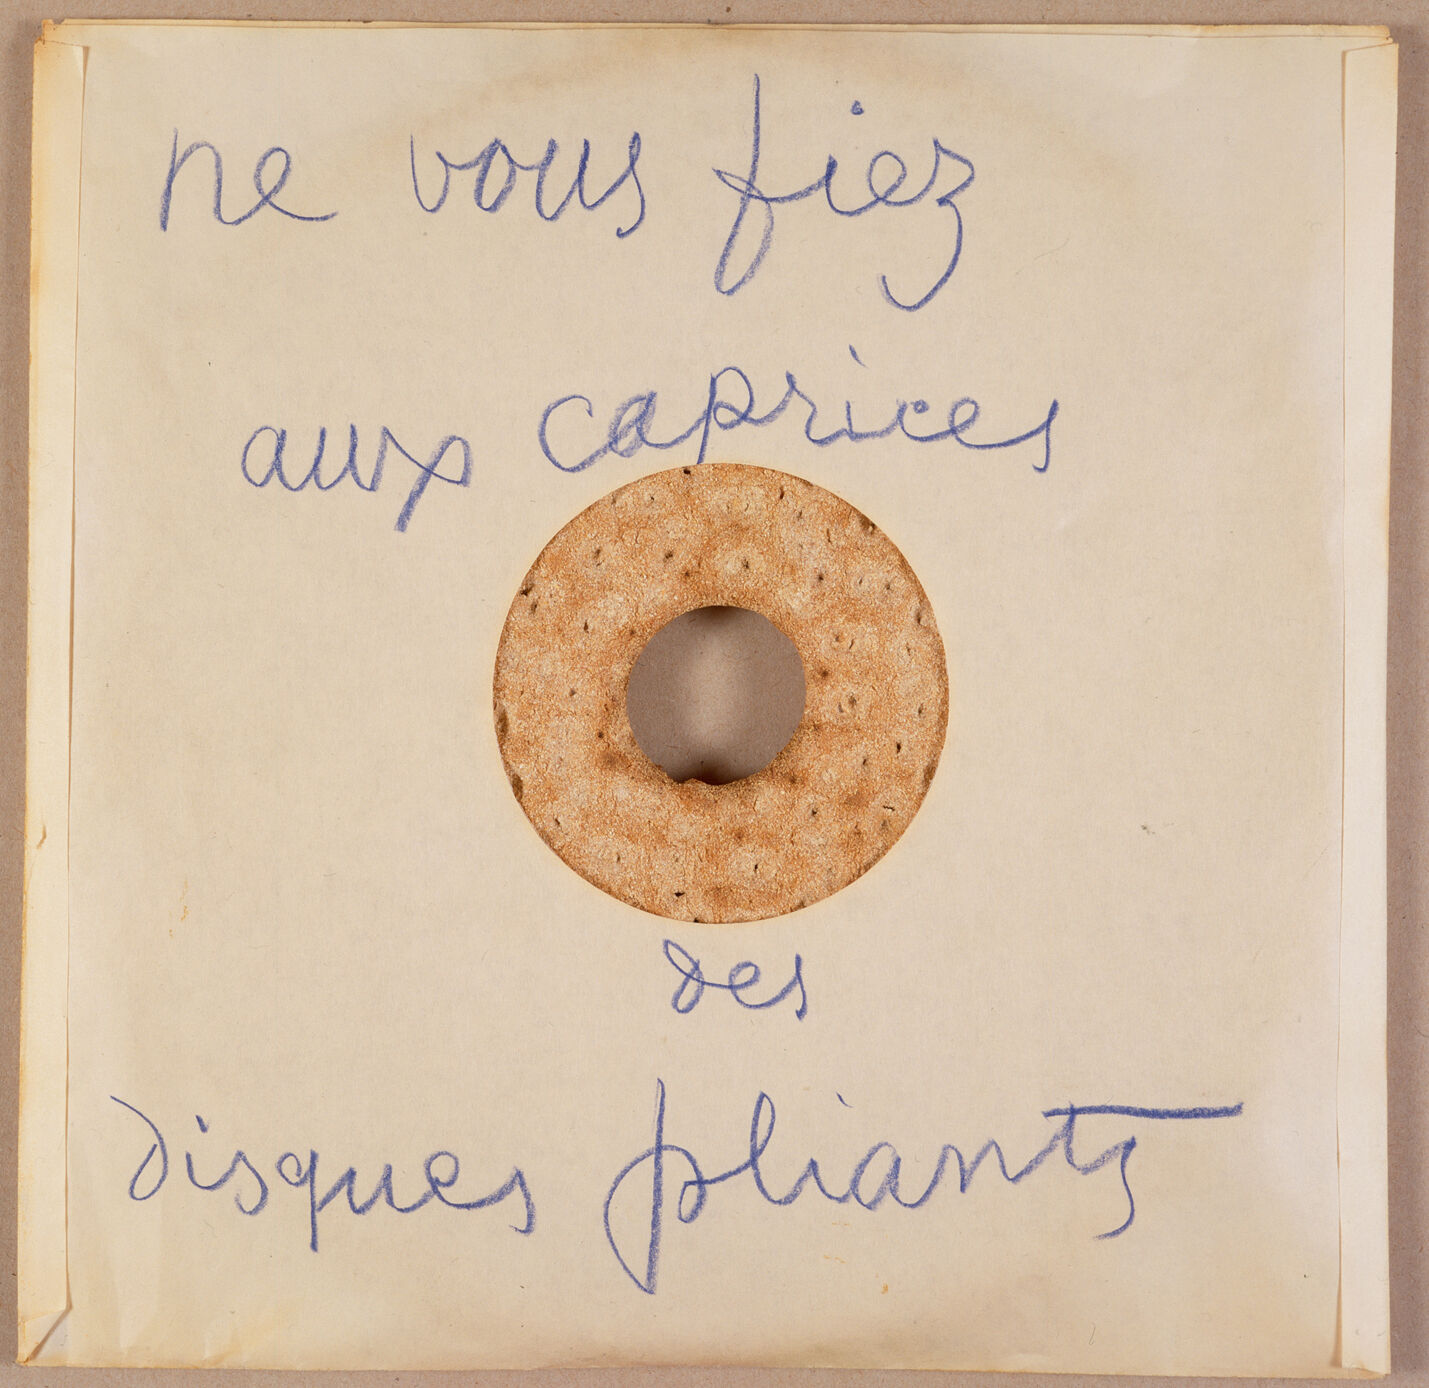 ne vous fiez
aux caprices
des
disques pliants